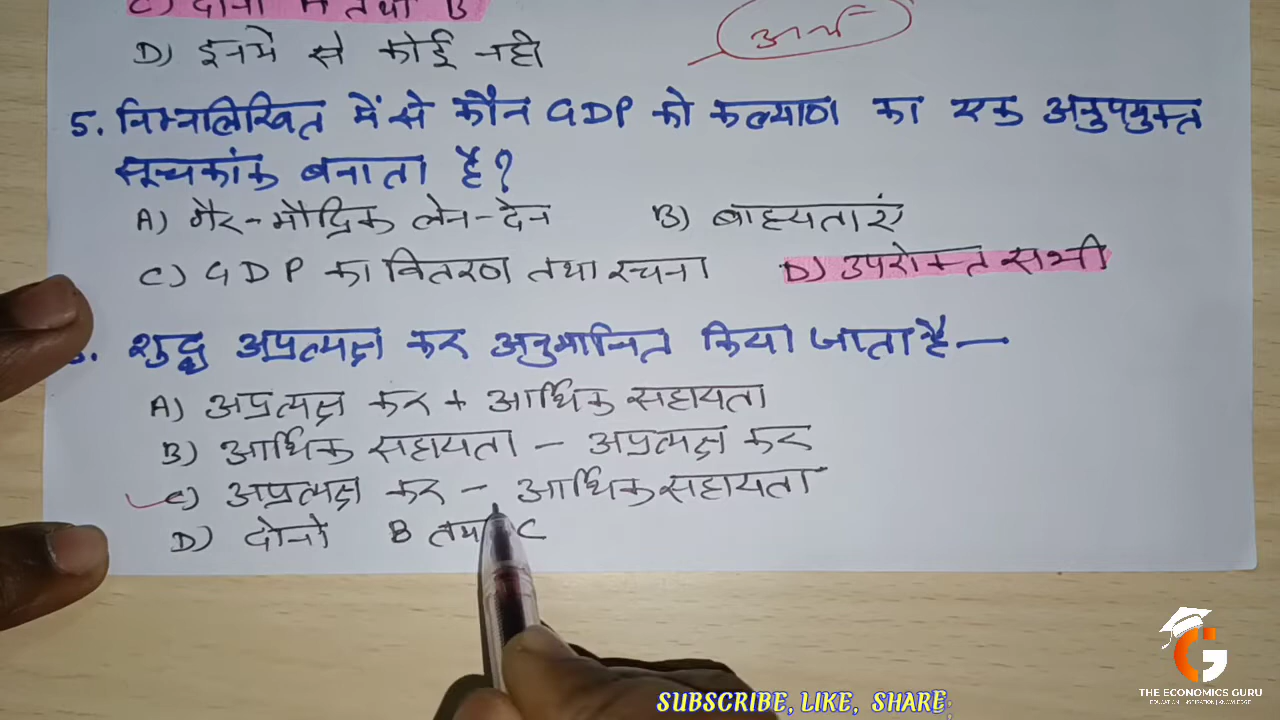 C) दोनों A तथा B
D) इनमें से कोई नही
5. निम्नलिखित में से कौन GDP को कल्याण का एक अनुपयुक्त
सूचकांक बनाता है?
A) गैर-मौद्रिक लेन-देन B) बाह्यताएं
C) GDP का वितरण तथा रचना D) उपरोक्त सभी
शुद्ध अप्रत्यक्ष कर अनुमानित किया जाता है—
A) अप्रत्यक्ष कर + आर्थिक सहायता
B) आर्थिक सहायता - अप्रत्यक्ष कर
C) अप्रत्यक्ष कर - आर्थिक सहायता
D) दोनो B तथा C
THE ECONOMICS GURU
SUBSCRIBE, LIKE, SHARE,